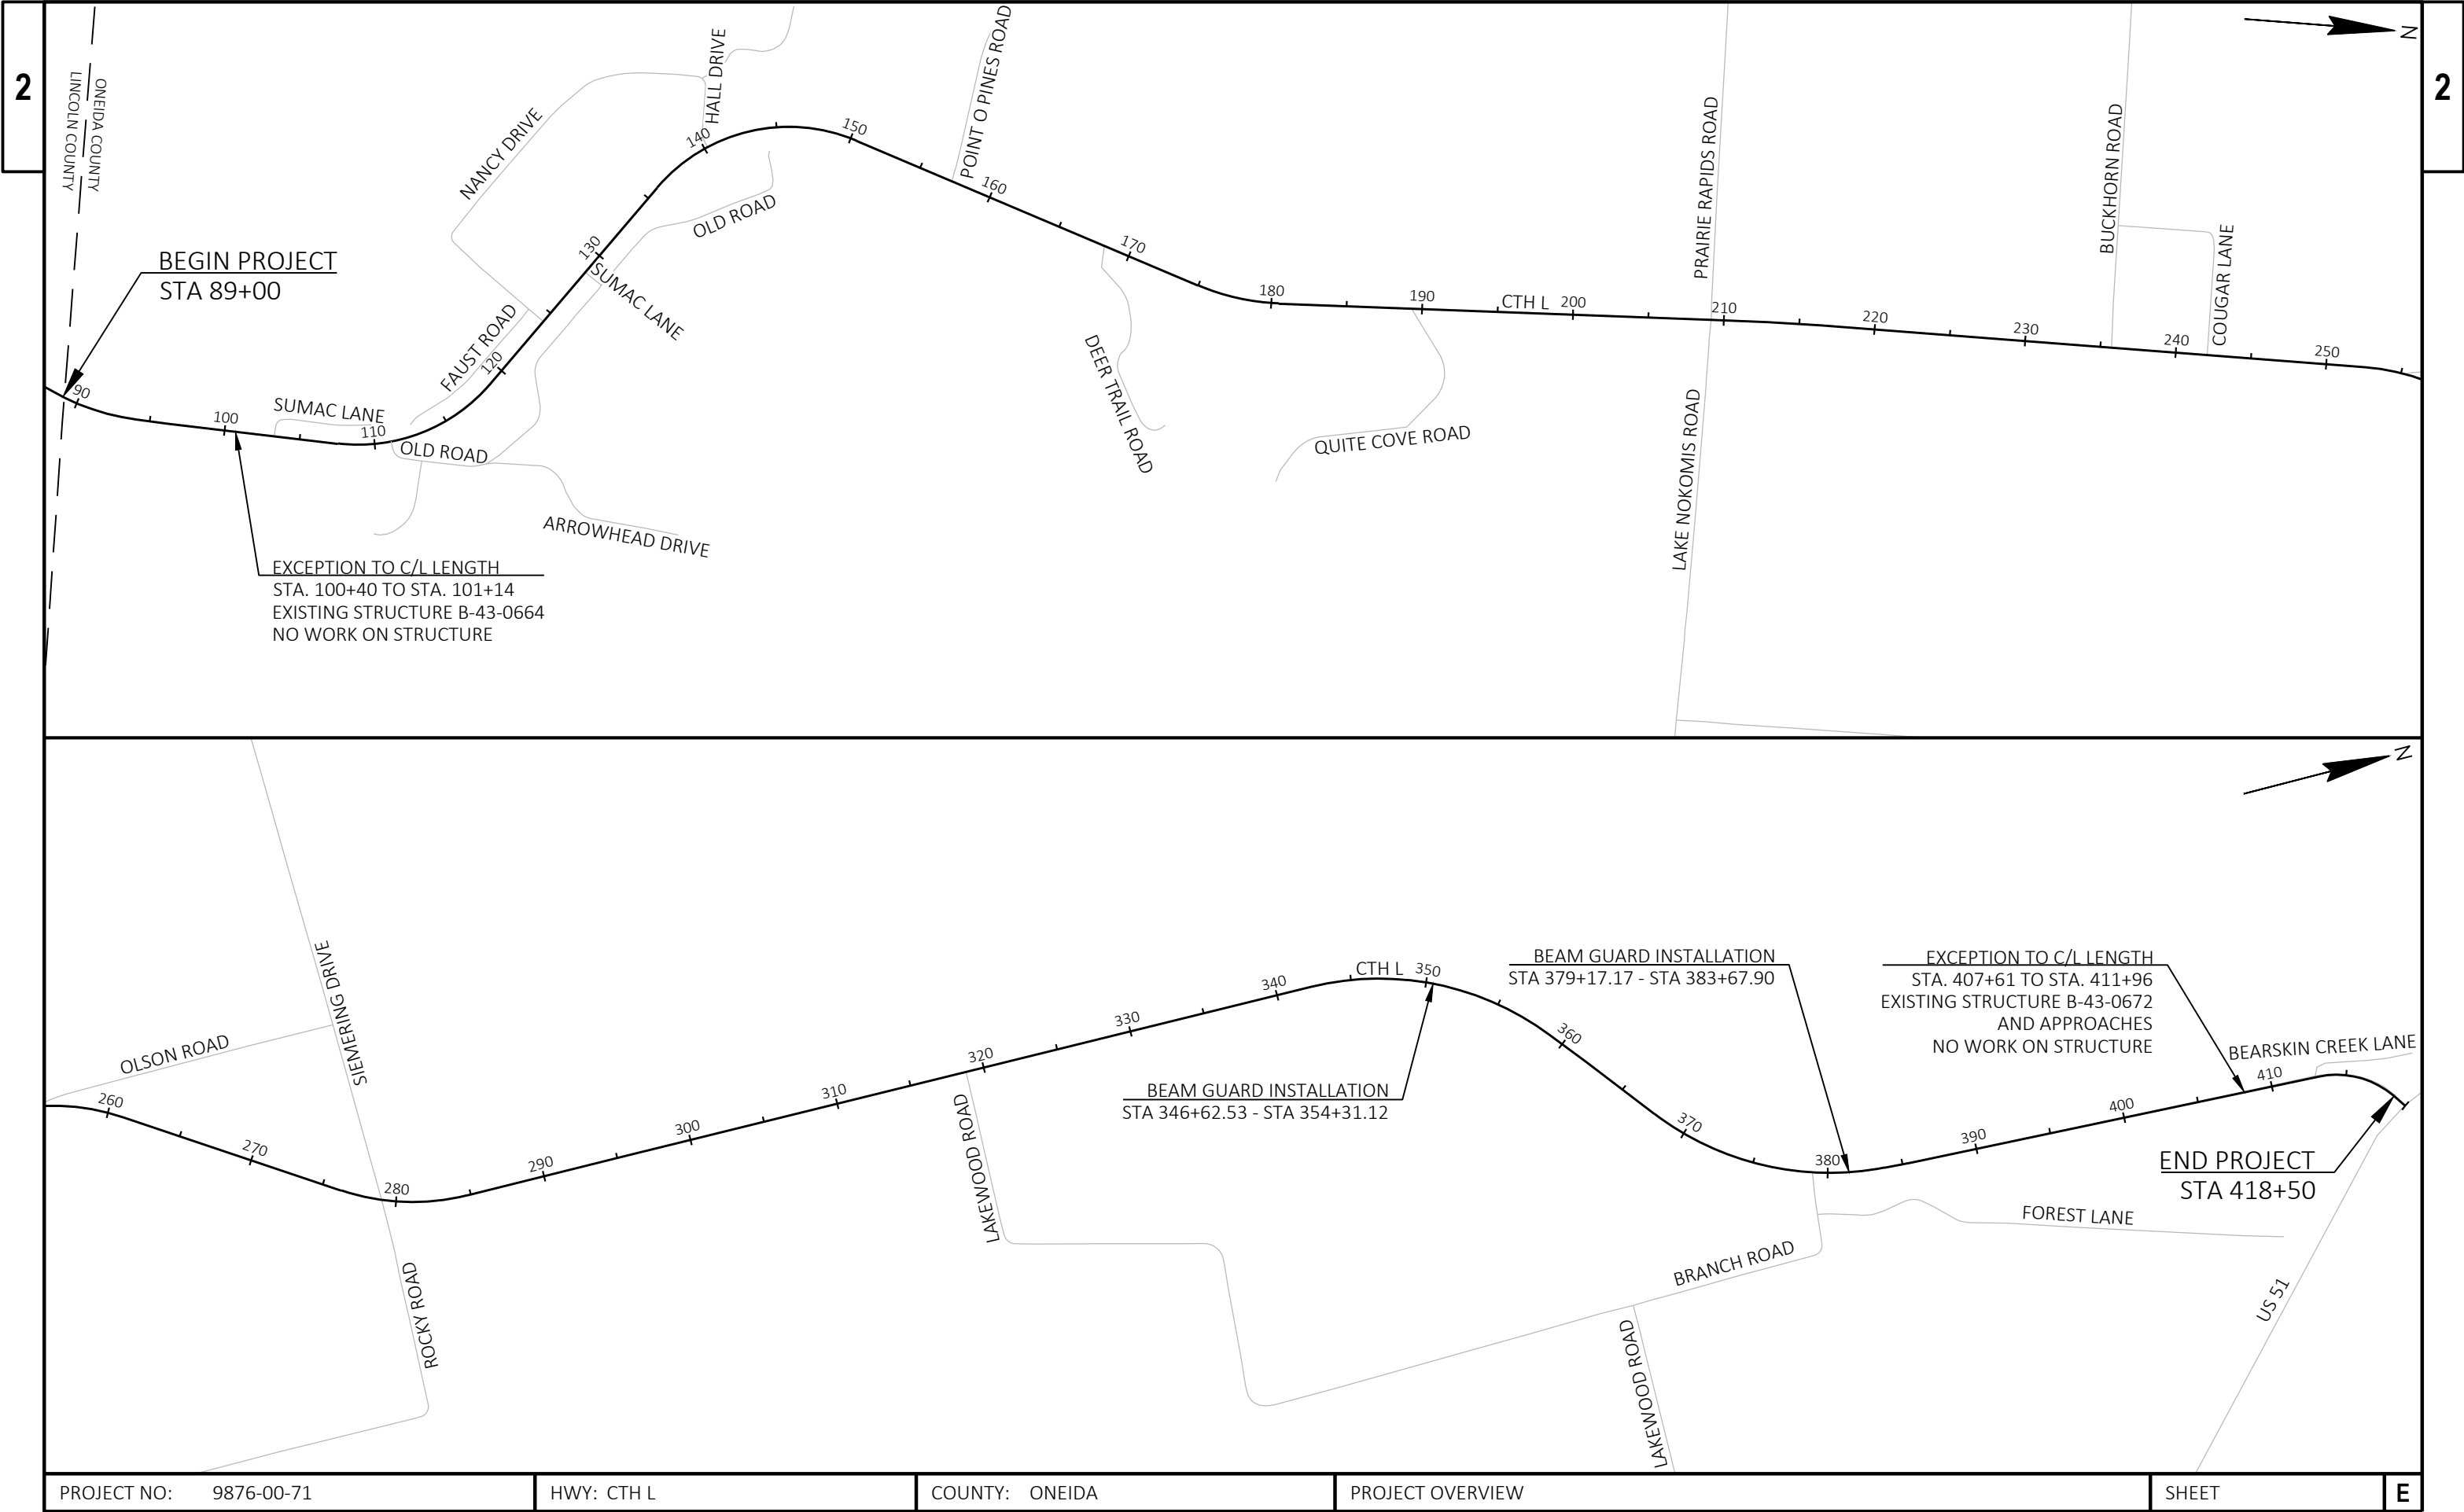 2
2
N
LINCOLN COUNTY
ONEIDA COUNTY
BEGIN PROJECT
STA 89+00
NANCY DRIVE
HALL DRIVE
OLD ROAD
POINT O PINES ROAD
PRAIRIE RAPIDS ROAD
BUCKHORN ROAD
COUGAR LANE
FAUST ROAD
SUMAC LANE
SUMAC LANE
OLD ROAD
ARROWHEAD DRIVE
DEER TRAIL ROAD
QUITE COVE ROAD
CTH L
LAKE NOKOMIS ROAD
90
100
110
120
130
140
150
160
170
180
190
200
210
220
230
240
250
EXCEPTION TO C/L LENGTH
STA. 100+40 TO STA. 101+14
EXISTING STRUCTURE B-43-0664
NO WORK ON STRUCTURE
N
OLSON ROAD
SIEMERING DRIVE
ROCKY ROAD
260
270
280
290
300
310
320
330
340
CTH L
350
360
370
380
390
400
410
LAKEWOOD ROAD
BEAM GUARD INSTALLATION
STA 346+62.53 - STA 354+31.12
BEAM GUARD INSTALLATION
STA 379+17.17 - STA 383+67.90
EXCEPTION TO C/L LENGTH
STA. 407+61 TO STA. 411+96
EXISTING STRUCTURE B-43-0672
AND APPROACHES
NO WORK ON STRUCTURE
BEARSKIN CREEK LANE
END PROJECT
STA 418+50
FOREST LANE
BRANCH ROAD
LAKEWOOD ROAD
US 51
PROJECT NO: 9876-00-71
HWY: CTH L
COUNTY: ONEIDA
PROJECT OVERVIEW
SHEET
E